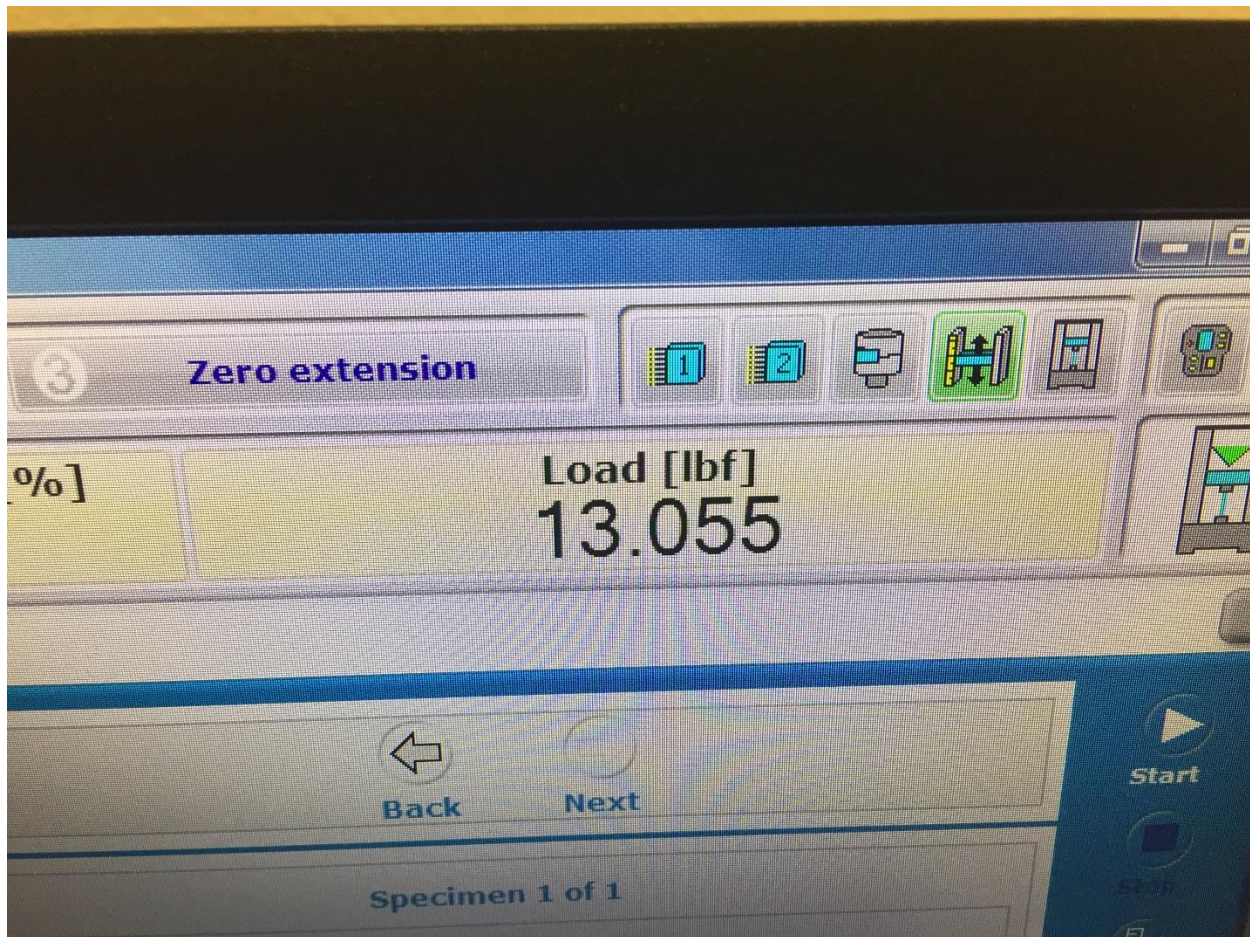 3 Zero extension
1
2
%]
Load [lbf]
13.055
Back
Next
Start
Stop
Specimen 1 of 1